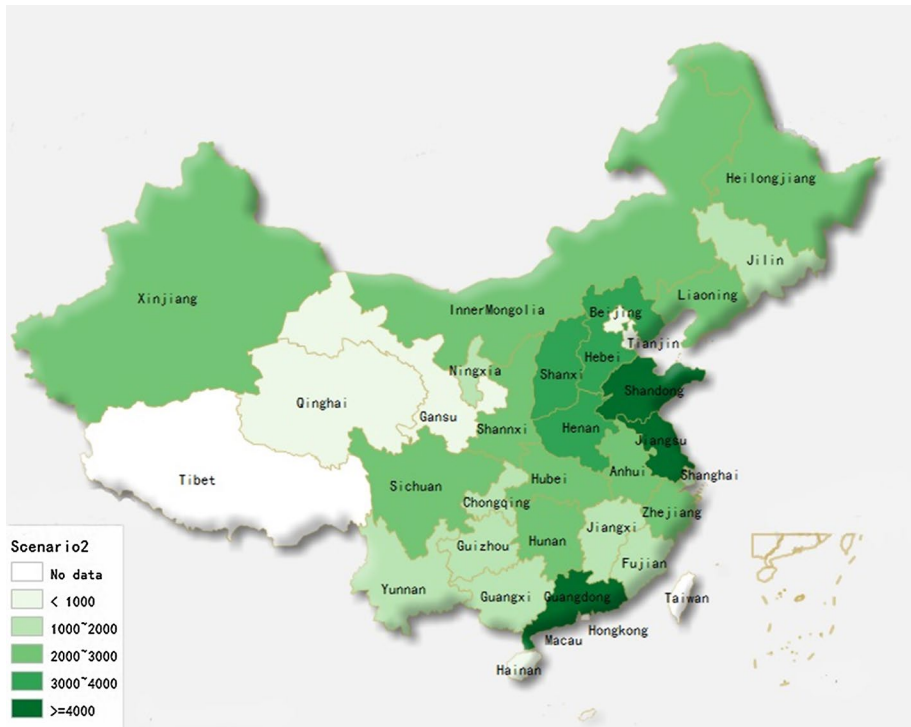 Heilongjiang
Jilin
Xinjiang
Liaoning
InnerMongolia
Beijing
Tianjin
Hebei
Ningxia
Shanxi
Shandong
Qinghai
Gansu
Shannxi
Henan
Jiangsu
Tibet
Sichuan
Hubei
Anhui
Shanghai
Chongqing
Zhejiang
Jiangxi
Guizhou
Hunan
Fujian
Yunnan
Guangxi
Guangdong
Taiwan
Macau
Hongkong
Hainan
Scenario2
No data
< 1000
1000~2000
2000~3000
3000~4000
>=4000